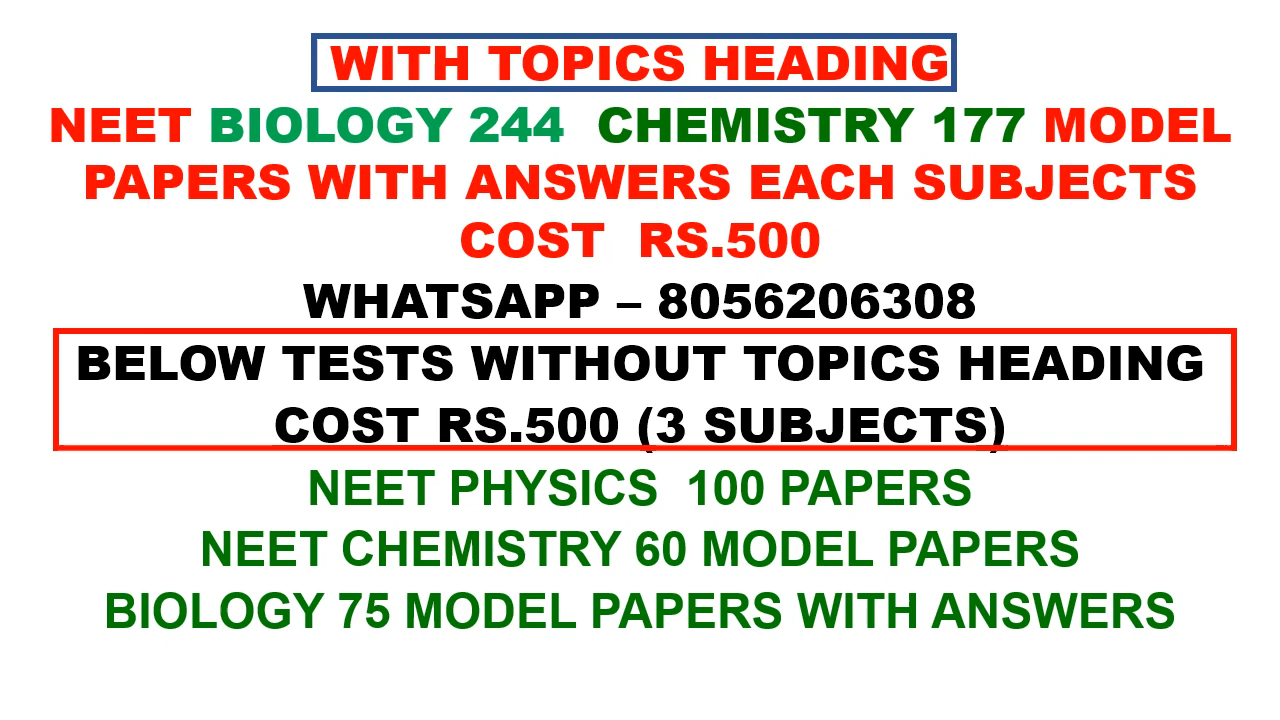 WITH TOPICS HEADING
NEET BIOLOGY 244 CHEMISTRY 177 MODEL
PAPERS WITH ANSWERS EACH SUBJECTS
COST RS.500
WHATSAPP – 8056206308
BELOW TESTS WITHOUT TOPICS HEADING
COST RS.500 (3 SUBJECTS)
NEET PHYSICS 100 PAPERS
NEET CHEMISTRY 60 MODEL PAPERS
BIOLOGY 75 MODEL PAPERS WITH ANSWERS